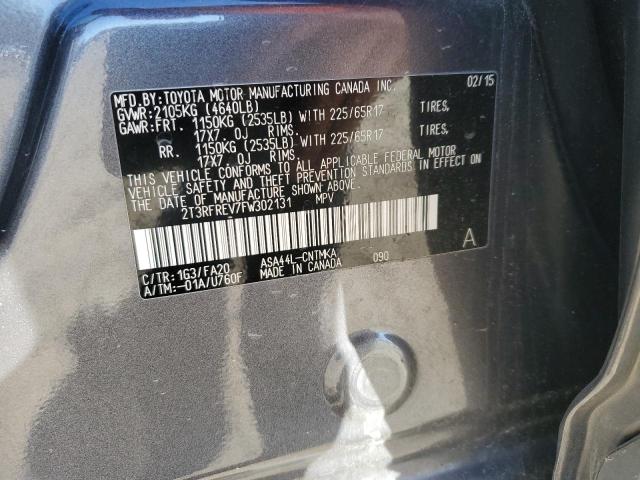 MFD.BY:TOYOTA MOTOR MANUFACTURING CANADA INC. 02/15
GVWR:2105KG (4640LB)
GAWR:FRT. 1150KG (2535LB) WITH 225/65R17 TIRES,
17X7.0J RIMS.
RR. 1150KG (2535LB) WITH 225/65R17 TIRES,
17X7.0J RIMS.
THIS VEHICLE CONFORMS TO ALL APPLICABLE FEDERAL MOTOR
VEHICLE SAFETY AND THEFT PREVENTION STANDARDS IN EFFECT ON
THE DATE OF MANUFACTURE SHOWN ABOVE.
2T3RFREV7FW302131 MPV
A
C/TR:1G3/FA20 ASA44L-CNTMKA 090
A/TM:-01A/U760F MADE IN CANADA